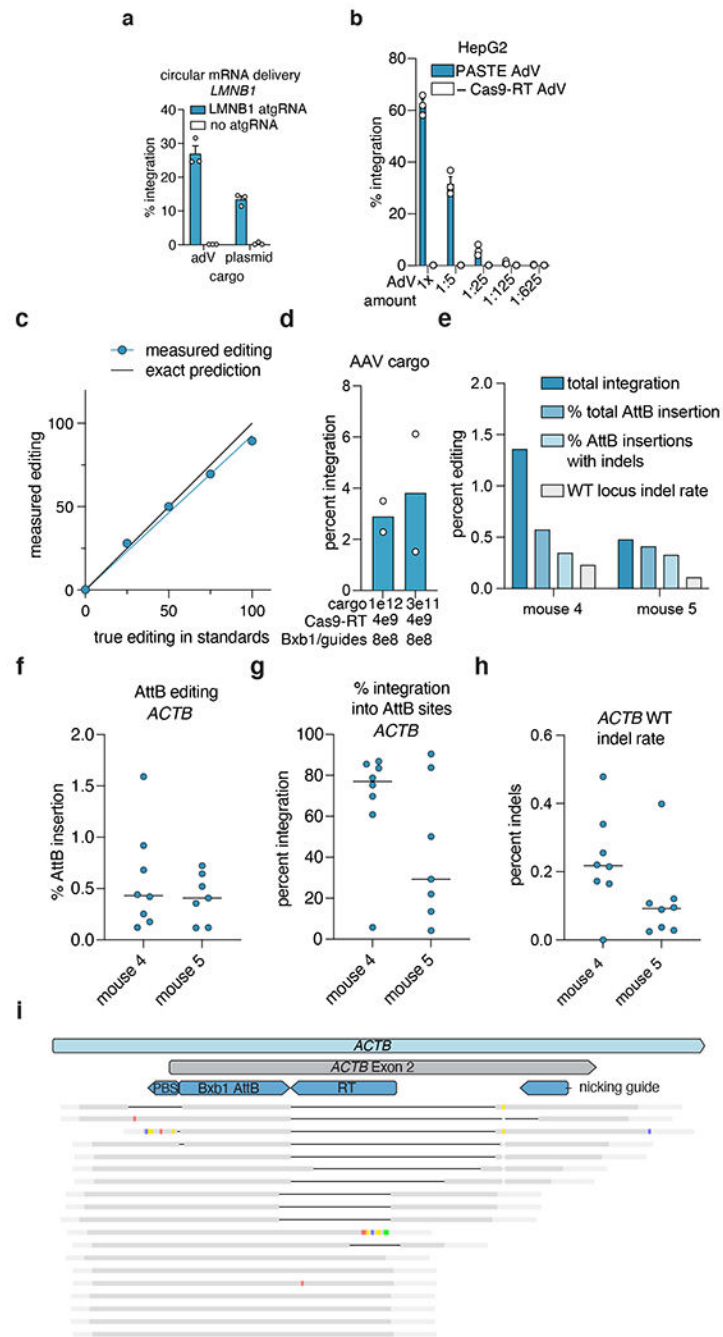 a
circular mRNA delivery
LMNB1
LMNB1 atgRNA
no atgRNA
% integration
40
30
20
10
0
adV plasmid
cargo
b
HepG2
PASTE AdV
– Cas9-RT AdV
% integration
80
60
40
20
0
AdV amount
1x 1:5 1:25 1:125 1:625
c
measured editing
exact prediction
measured editing
100
50
0
0 25 50 75 100
true editing in standards
d
AAV cargo
percent integration
8
6
4
2
0
cargo 1e12 3e11
Cas9-RT 4e9 4e9
Bxb1/guides 8e8 8e8
e
total integration
% total AttB insertion
% AttB insertions
with indels
WT locus indel rate
percent editing
2.0
1.5
1.0
0.5
0.0
mouse 4 mouse 5
f
AttB editing
ACTB
% AttB insertion
2.0
1.5
1.0
0.5
0.0
mouse 4 mouse 5
g
% integration
into AttB sites
ACTB
percent integration
100
80
60
40
20
0
mouse 4 mouse 5
h
ACTB WT
indel rate
percent indels
0.6
0.4
0.2
0.0
mouse 4 mouse 5
i
ACTB
ACTB Exon 2
PBS Bxb1 AttB RT nicking guide